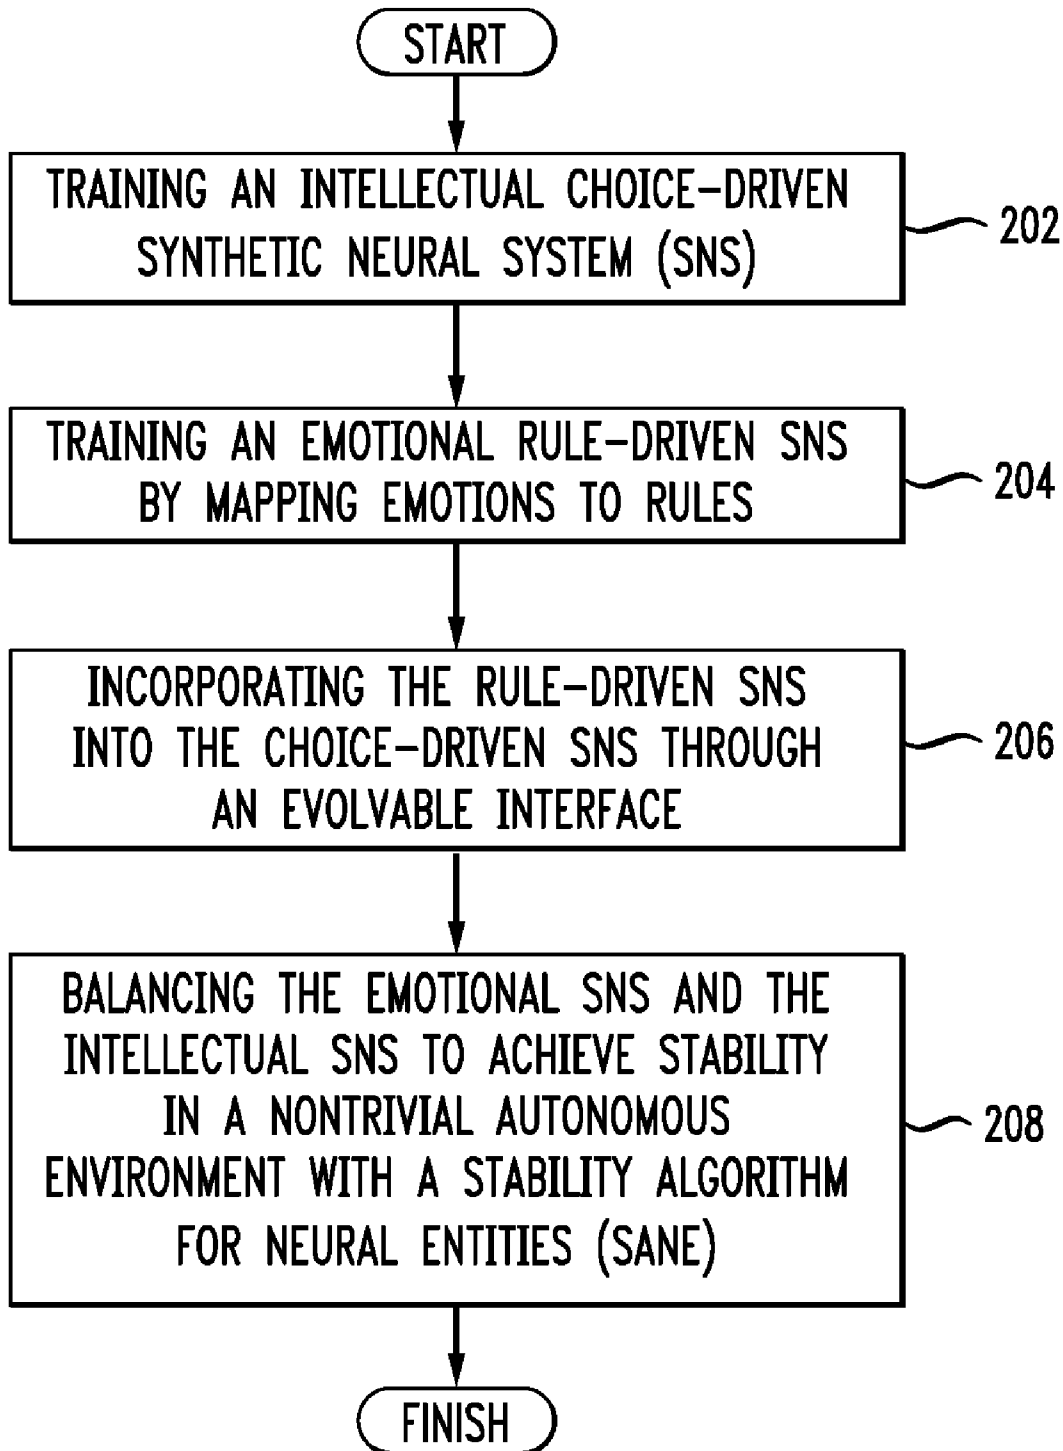 START
TRAINING AN INTELLECTUAL CHOICE-DRIVEN
SYNTHETIC NEURAL SYSTEM (SNS)
202
TRAINING AN EMOTIONAL RULE-DRIVEN SNS
BY MAPPING EMOTIONS TO RULES
204
INCORPORATING THE RULE-DRIVEN SNS
INTO THE CHOICE-DRIVEN SNS THROUGH
AN EVOLVABLE INTERFACE
206
BALANCING THE EMOTIONAL SNS AND THE
INTELLECTUAL SNS TO ACHIEVE STABILITY
IN A NONTRIVIAL AUTONOMOUS
ENVIRONMENT WITH A STABILITY ALGORITHM
FOR NEURAL ENTITIES (SANE)
208
FINISH